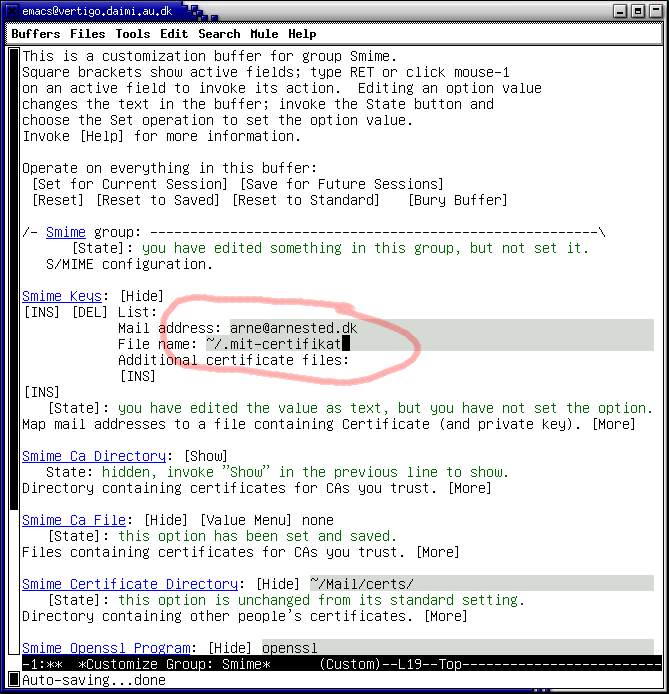 emacs@vertigo.daimi.au.dk
Buffers Files Tools Edit Search Mule Help
This is a customization buffer for group Smime.
Square brackets show active fields; type RET or click mouse-1
on an active field to invoke its action.  Editing an option value
changes the text in the buffer; invoke the State button and
choose the Set operation to set the option value.
Invoke [Help] for more information.
Operate on everything in this buffer:
[Set for Current Session] [Save for Future Sessions]
[Reset] [Reset to Saved] [Reset to Standard]   [Bury Buffer]
/- Smime group: --------------------------------------------------------\
[State]: you have edited something in this group, but not set it.
S/MIME configuration.
Smime Keys: [Hide]
[INS] [DEL] List:
Mail address: arne@arnested.dk
File name: ~/.mit-certifikat
Additional certificate files:
[INS]
[INS]
[State]: you have edited the value as text, but you have not set the option.
Map mail addresses to a file containing Certificate (and private key). [More]
Smime Ca Directory: [Show]
State: hidden, invoke ”Show” in the previous line to show.
Directory containing certificates for CAs you trust. [More]
Smime Ca File: [Hide] [Value Menu] none
[State]: this option has been set and saved.
Files containing certificates for CAs you trust. [More]
Smime Certificate Directory: [Hide] ~/Mail/certs/
[State]: this option is unchanged from its standard setting.
Directory containing other people’s certificates. [More]
Smime Openssl Program: [Hide] openssl
-1:**  *Customize Group: Smime*      (Custom)--L19--Top-------------------------
Auto-saving...done